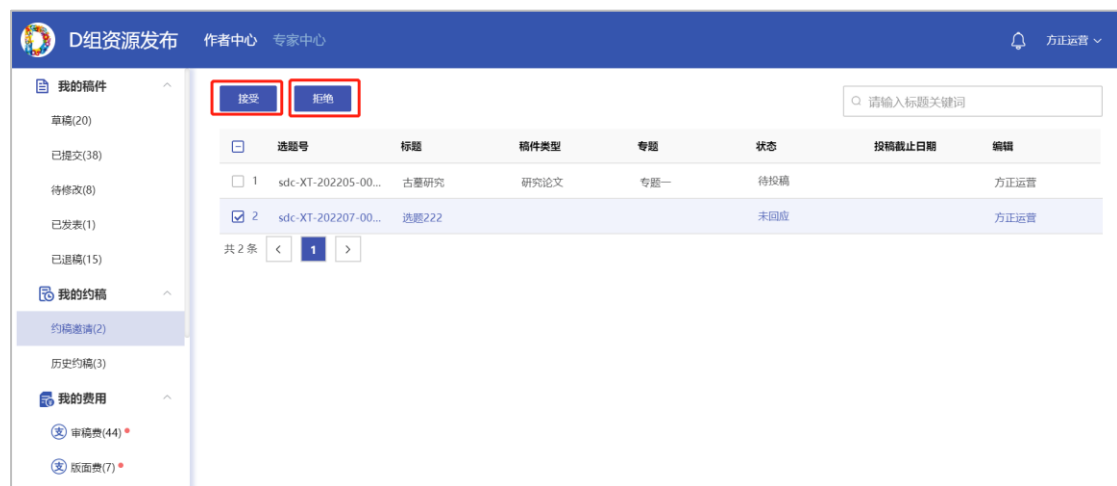 D组资源发布 作者中心 专家中心 方正运营
我的稿件
草稿(20)
已提交(38)
待修改(8)
已发表(1)
已退稿(15)
我的约稿
约稿邀请(2)
历史约稿(3)
我的费用
支 审稿费(44)
支 版面费(7)
接受 拒绝 请输入标题关键词
选题号 标题 稿件类型 专题 状态 投稿截止日期 编辑
1 sdc-XT-202205-00... 古墓研究 研究论文 专题一 待投稿 方正运营
2 sdc-XT-202207-00... 选题222 未回应 方正运营
共2条 < 1 >